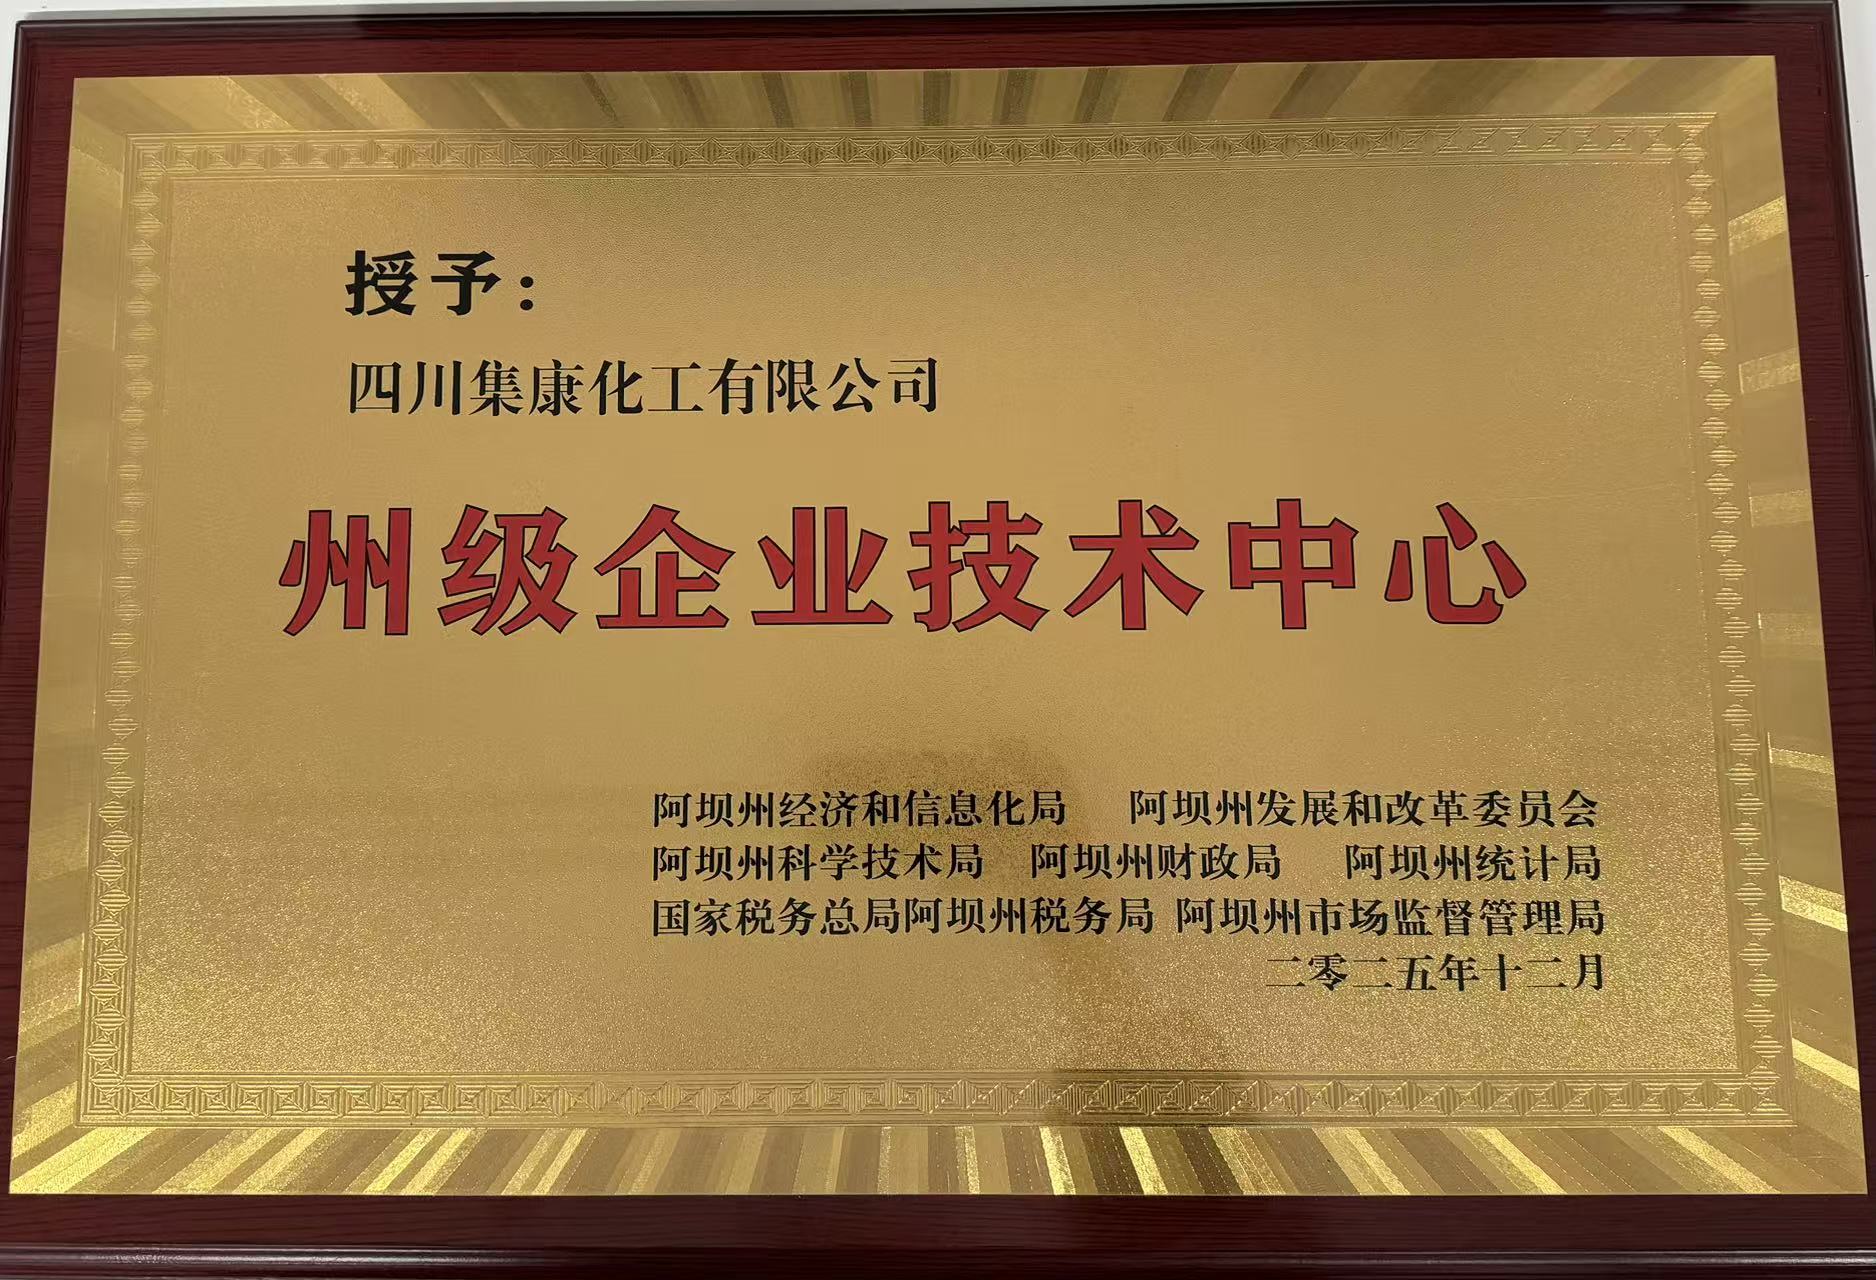 授予：
四川集康化工有限公司
州级企业技术中心
阿坝州经济和信息化局 阿坝州发展和改革委员会
阿坝州科学技术局 阿坝州财政局 阿坝州统计局
国家税务总局阿坝州税务局 阿坝州市场监督管理局
二零二五年十二月